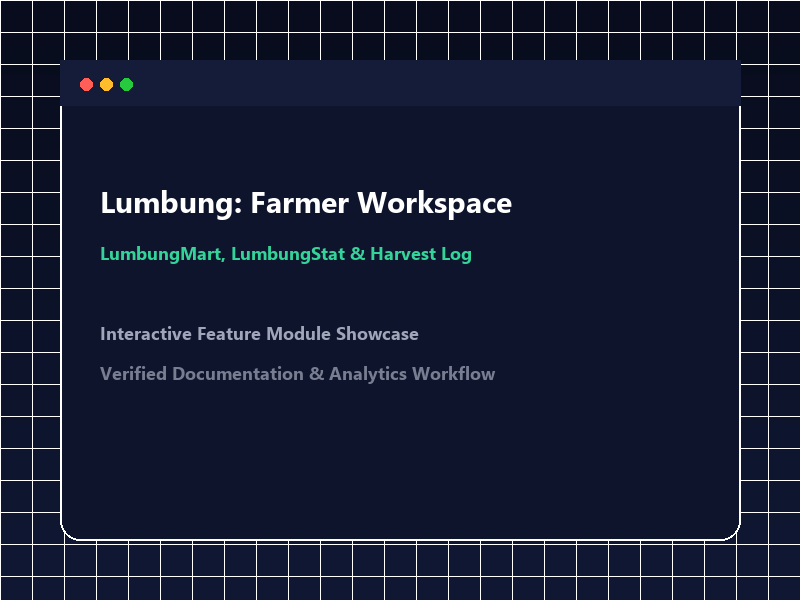 Lumbung: Farmer Workspace
LumbungMart, LumbungStat & Harvest Log
Interactive Feature Module Showcase
Verified Documentation & Analytics Workflow